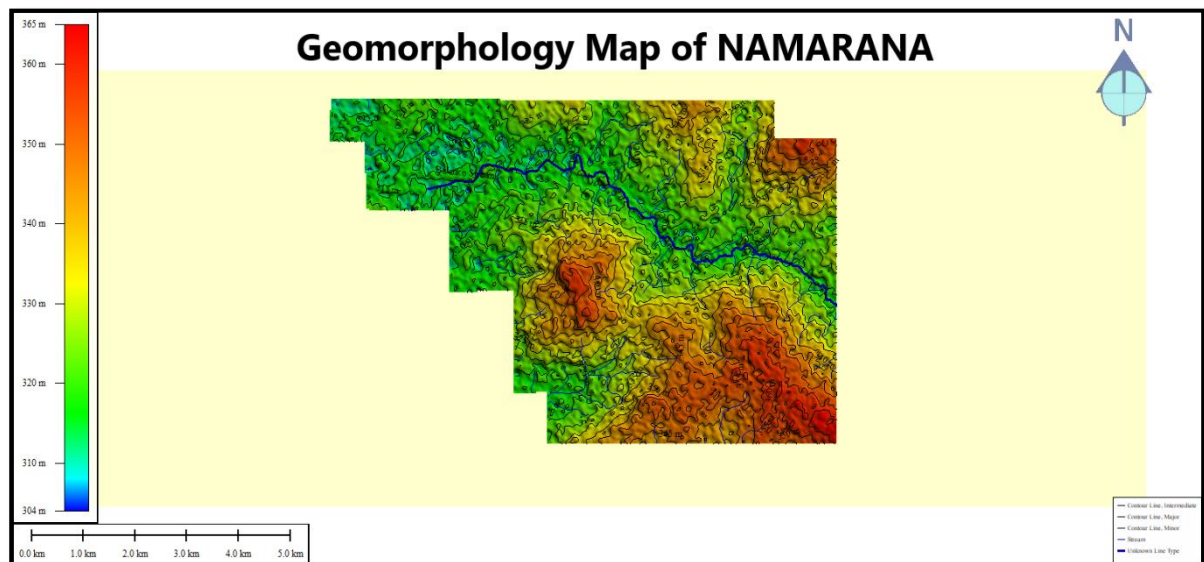 Geomorphology Map of NAMARANA
N
365 m
360 m
350 m
340 m
330 m
320 m
310 m
304 m
0.0 km 1.0 km 2.0 km 3.0 km 4.0 km 5.0 km
Contour Line, Intermediate
Contour Line, Major
Contour Line, Minor
Stream
Unknown Line Type